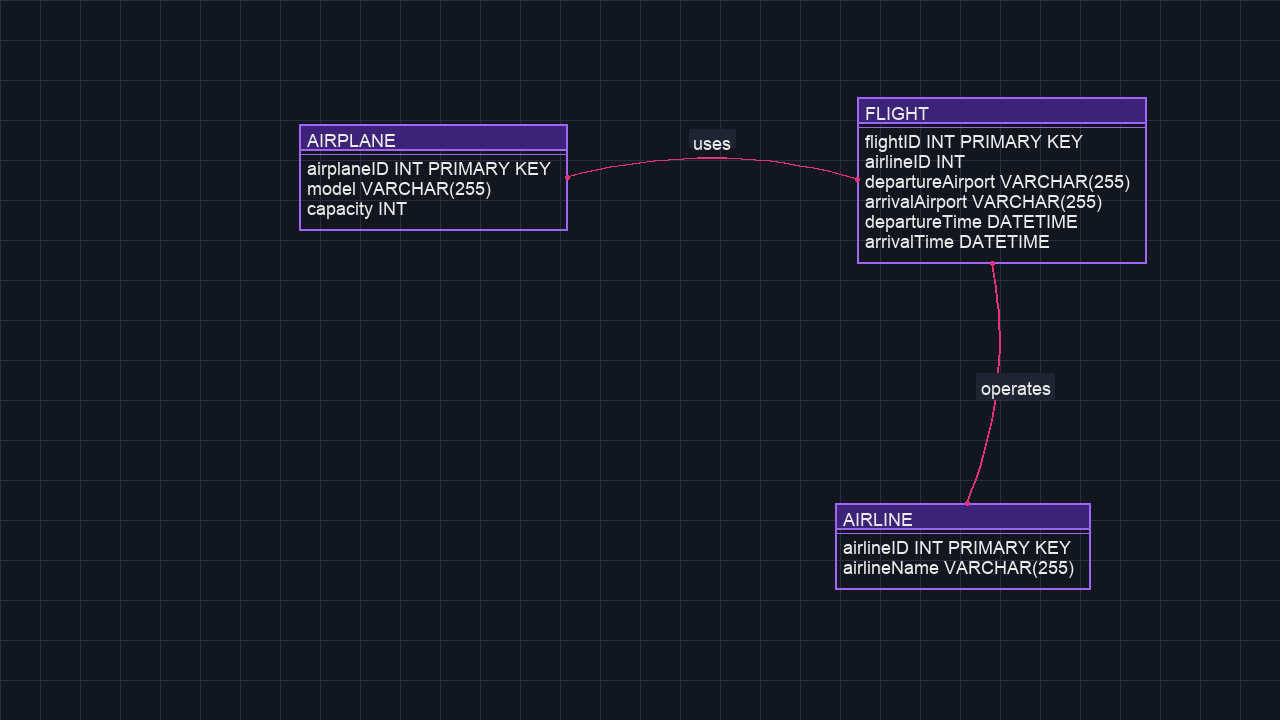 AIRPLANE
airplaneID INT PRIMARY KEY
model VARCHAR(255)
capacity INT
uses
FLIGHT
flightID INT PRIMARY KEY
airlineID INT
departureAirport VARCHAR(255)
arrivalAirport VARCHAR(255)
departureTime DATETIME
arrivalTime DATETIME
operates
AIRLINE
airlineID INT PRIMARY KEY
airlineName VARCHAR(255)